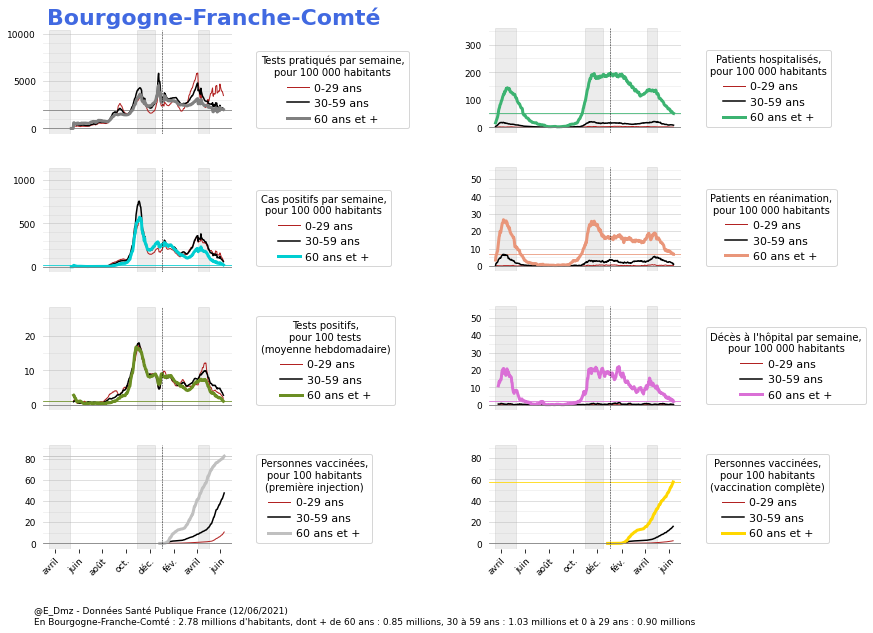 Bourgogne-Franche-Comté
10000
5000
0
Tests pratiqués par semaine,
pour 100 000 habitants
0-29 ans
30-59 ans
60 ans et +
300
200
100
0
Patients hospitalisés,
pour 100 000 habitants
0-29 ans
30-59 ans
60 ans et +
1000
500
0
Cas positifs par semaine,
pour 100 000 habitants
0-29 ans
30-59 ans
60 ans et +
50
40
30
20
10
0
Patients en réanimation,
pour 100 000 habitants
0-29 ans
30-59 ans
60 ans et +
20
10
0
Tests positifs,
pour 100 tests
(moyenne hebdomadaire)
0-29 ans
30-59 ans
60 ans et +
50
40
30
20
10
0
Décès à l'hôpital par semaine,
pour 100 000 habitants
0-29 ans
30-59 ans
60 ans et +
80
60
40
20
0
avril
juin
août
oct.
déc.
fév.
avril
juin
Personnes vaccinées,
pour 100 habitants
(première injection)
0-29 ans
30-59 ans
60 ans et +
80
60
40
20
0
avril
juin
août
oct.
déc.
fév.
avril
juin
Personnes vaccinées,
pour 100 habitants
(vaccination complète)
0-29 ans
30-59 ans
60 ans et +
@E_Dmz - Données Santé Publique France (12/06/2021)
En Bourgogne-Franche-Comté : 2.78 millions d'habitants, dont + de 60 ans : 0.85 millions, 30 à 59 ans : 1.03 millions et 0 à 29 ans : 0.90 millions